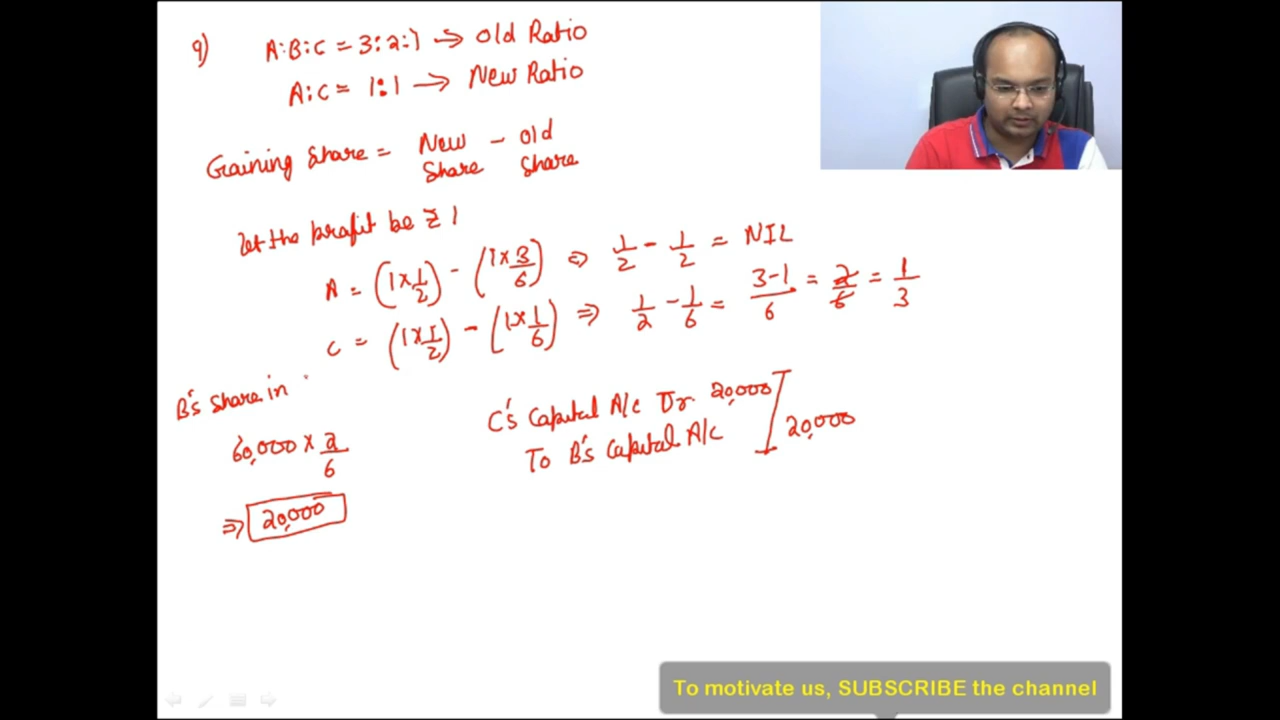 9) A:B:C = 3:2:1 → Old Ratio
A:C = 1:1 → New Ratio
Gaining Share = New Share - Old Share
Let the profit be ₹ 1
A = (1×1/2) - (1×3/6) ⇒ 1/2 - 1/2 = NIL
C = (1×1/2) - (1×1/6) ⇒ 1/2 - 1/6 = 3-1/6 = 2/6 = 1/3
B's Share in
60,000 × 2/6
⇒ 20,000
C's Capital A/c Dr. 20,000
To B's Capital A/c 20,000
To motivate us, SUBSCRIBE the channel